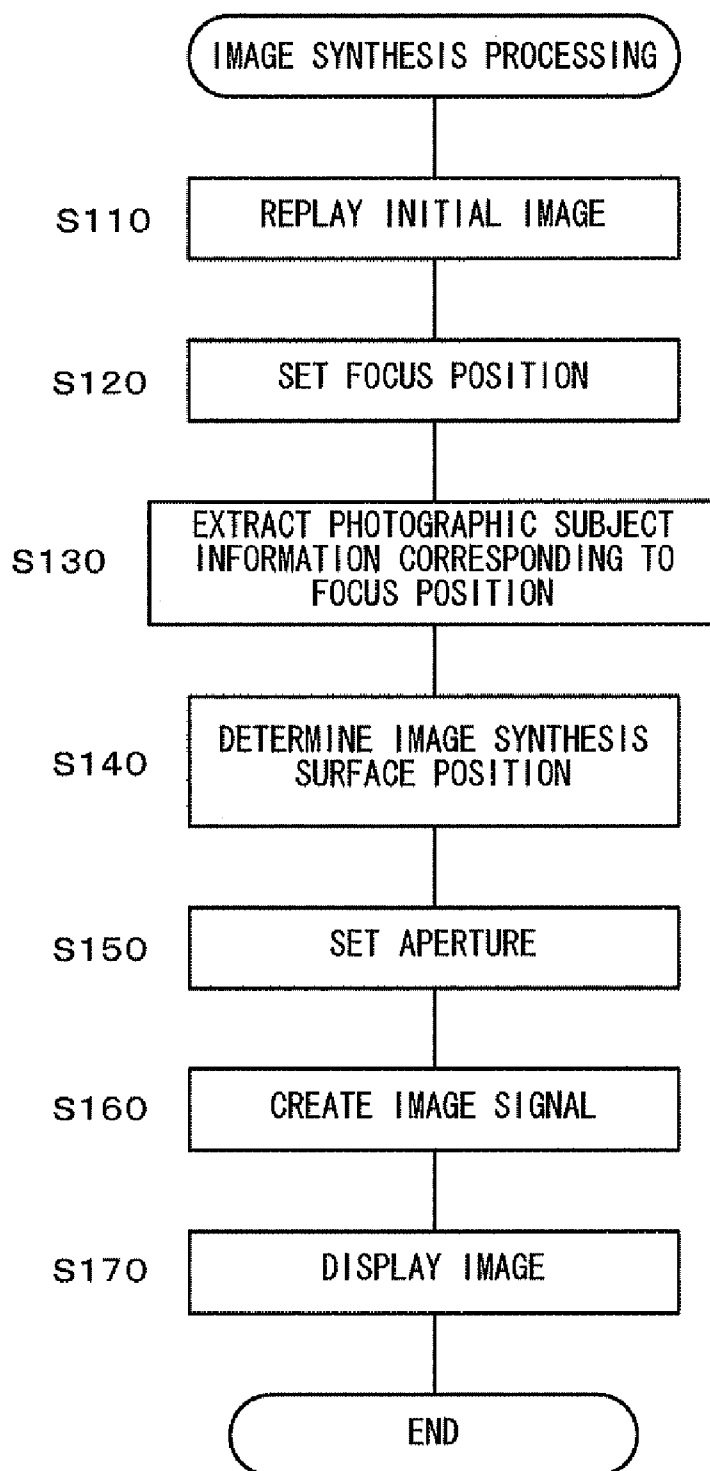 IMAGE SYNTHESIS PROCESSING
S110
REPLAY INITIAL IMAGE
S120
SET FOCUS POSITION
S130
EXTRACT PHOTOGRAPHIC SUBJECT
INFORMATION CORRESPONDING TO
FOCUS POSITION
S140
DETERMINE IMAGE SYNTHESIS
SURFACE POSITION
S150
SET APERTURE
S160
CREATE IMAGE SIGNAL
S170
DISPLAY IMAGE
END